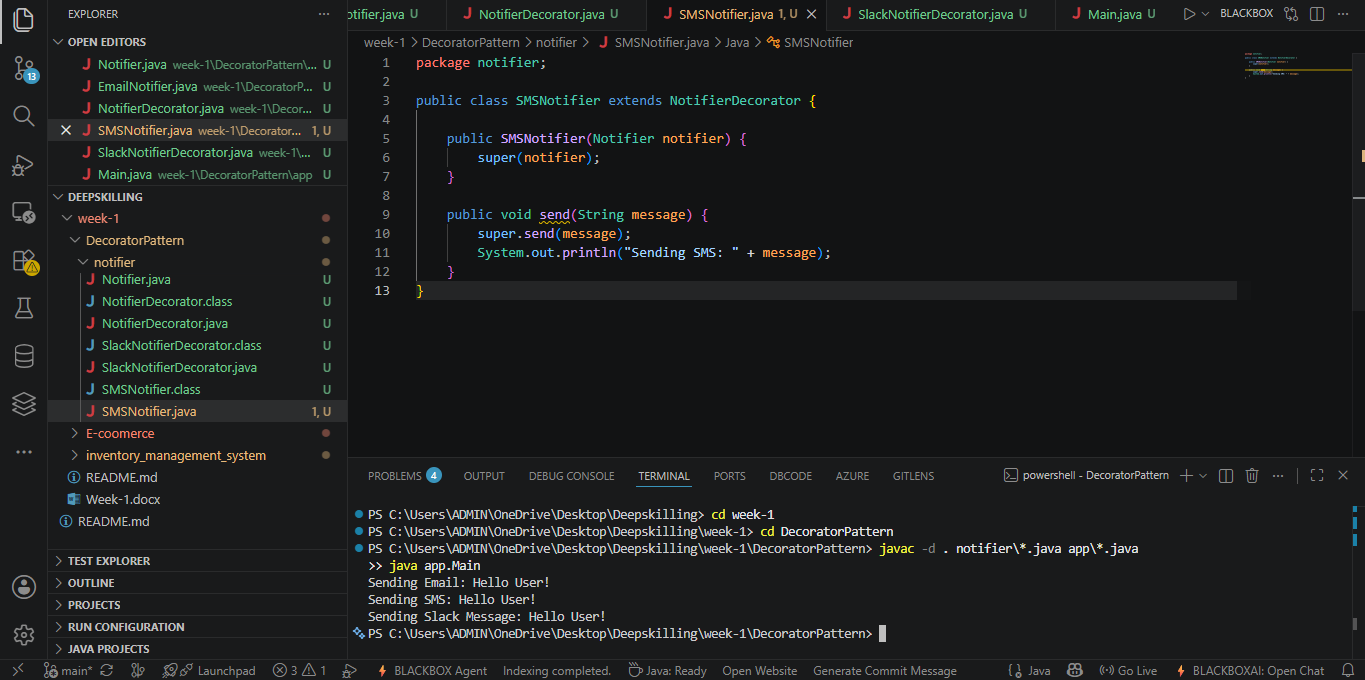 EXPLORER ···
OPEN EDITORS
Notifier.java week-1\DecoratorPattern\... U
EmailNotifier.java week-1\DecoratorP... U
NotifierDecorator.java week-1\Decor... U
SMSNotifier.java week-1\Decorator... 1, U
SlackNotifierDecorator.java week-1\... U
Main.java week-1\DecoratorPattern\app U
DEEPSKILLING
week-1
DecoratorPattern
notifier
Notifier.java U
NotifierDecorator.class U
NotifierDecorator.java U
SlackNotifierDecorator.class U
SlackNotifierDecorator.java U
SMSNotifier.class U
SMSNotifier.java 1, U
E-coomerce
inventory_management_system
README.md
Week-1.docx
README.md
TEST EXPLORER
OUTLINE
PROJECTS
RUN CONFIGURATION
JAVA PROJECTS
13
otifier.java U NotifierDecorator.java U SMSNotifier.java 1, U SlackNotifierDecorator.java U Main.java U BLACKBOX ···
week-1 > DecoratorPattern > notifier > SMSNotifier.java > Java > SMSNotifier
1 package notifier;
2
3 public class SMSNotifier extends NotifierDecorator {
4
5 public SMSNotifier(Notifier notifier) {
6 super(notifier);
7 }
8
9 public void send(String message) {
10 super.send(message);
11 System.out.println("Sending SMS: " + message);
12 }
13 }
PROBLEMS 4 OUTPUT DEBUG CONSOLE TERMINAL PORTS DBCODE AZURE GITLENS powershell - DecoratorPattern
PS C:\Users\ADMIN\OneDrive\Desktop\Deepskilling> cd week-1
PS C:\Users\ADMIN\OneDrive\Desktop\Deepskilling\week-1> cd DecoratorPattern
PS C:\Users\ADMIN\OneDrive\Desktop\Deepskilling\week-1\DecoratorPattern> javac -d . notifier\*.java app\*.java
>> java app.Main
Sending Email: Hello User!
Sending SMS: Hello User!
Sending Slack Message: Hello User!
PS C:\Users\ADMIN\OneDrive\Desktop\Deepskilling\week-1\DecoratorPattern>
main* Launchpad 3 1 BLACKBOX Agent Indexing completed. Java: Ready Open Website Generate Commit Message { } Java Go Live BLACKBOXAI: Open Chat